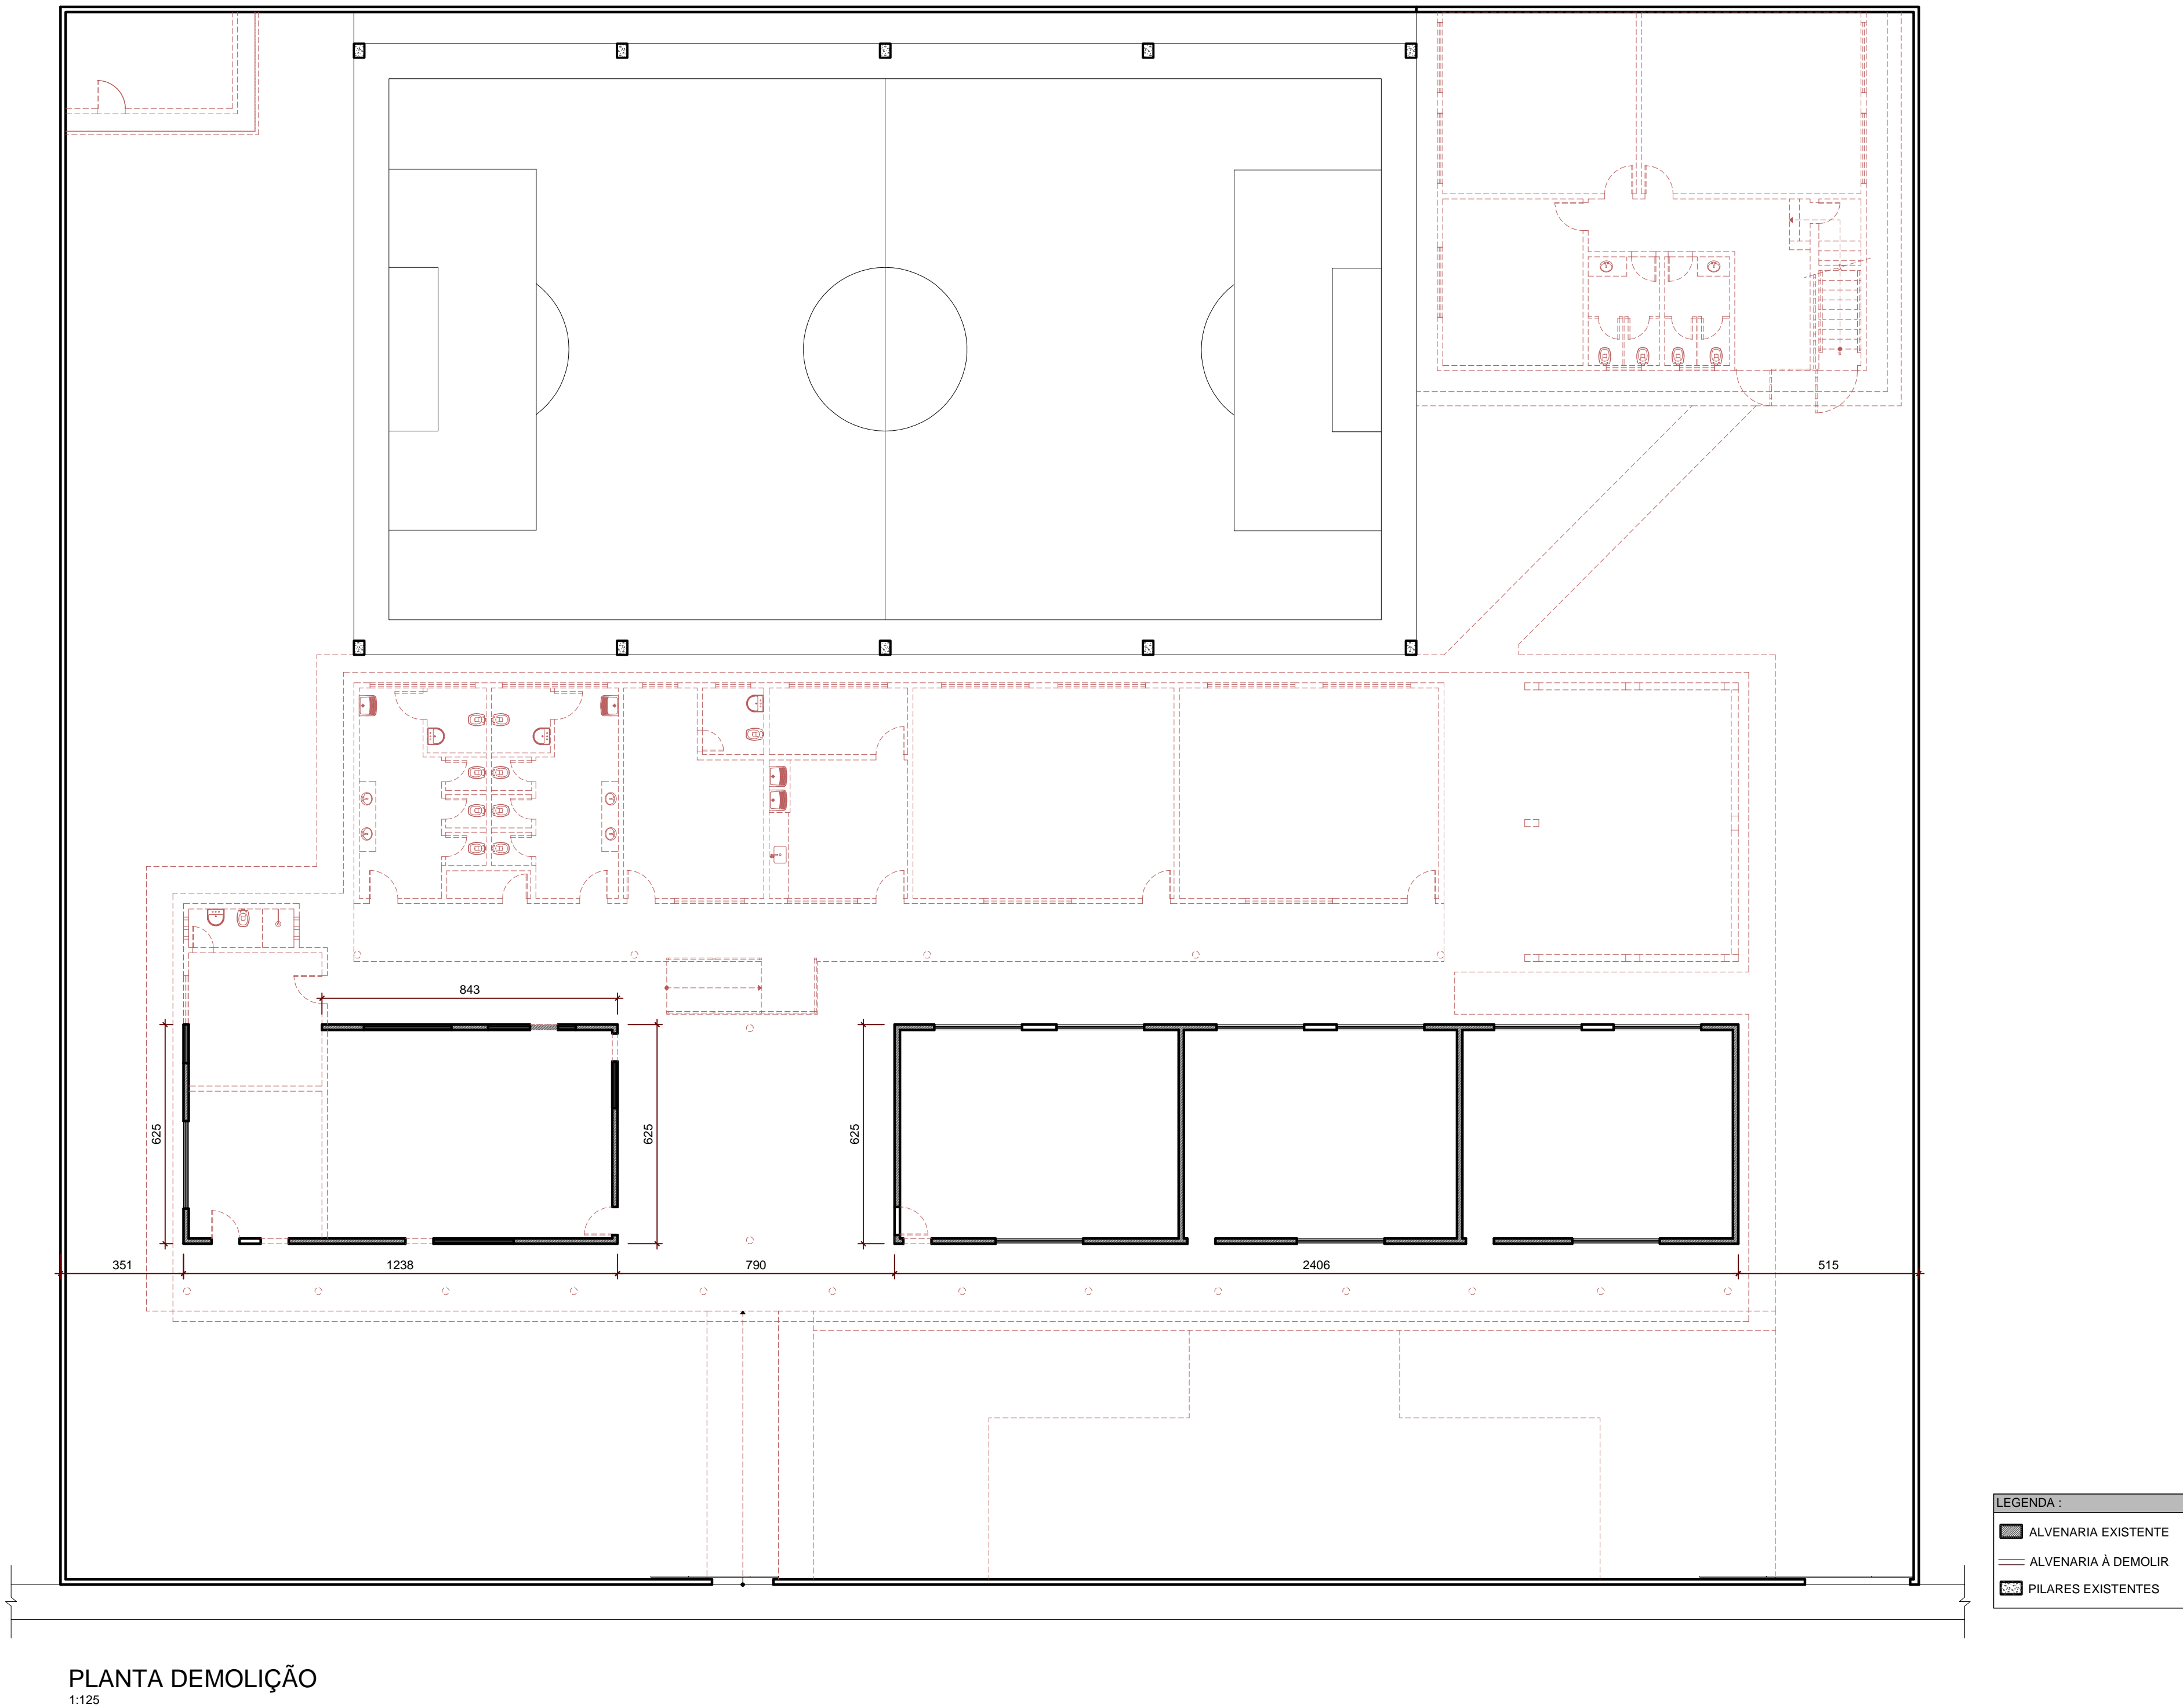 843
625
625
625
351
1238
790
2406
515
LEGENDA :
ALVENARIA EXISTENTE
ALVENARIA À DEMOLIR
PILARES EXISTENTES
PLANTA DEMOLIÇÃO
1:125